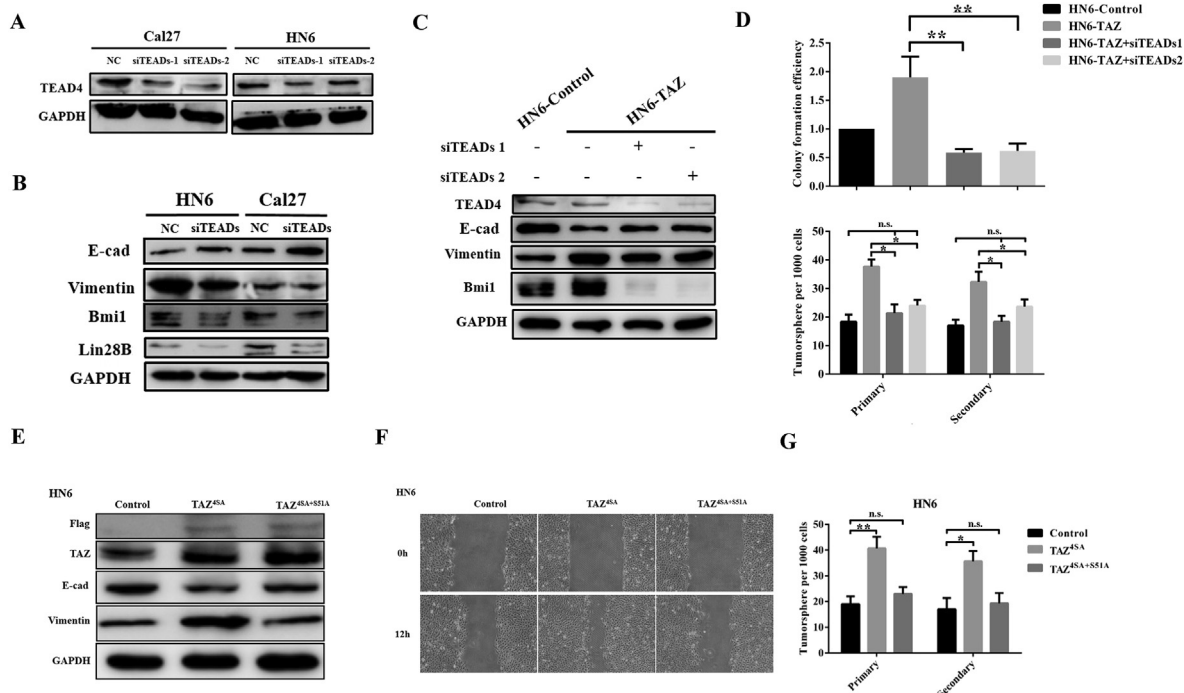 A
Cal27 HN6
NC siTEADs-1 siTEADs-2 NC siTEADs-1 siTEADs-2
TEAD4
GAPDH
B
HN6 Cal27
NC siTEADs NC siTEADs
E-cad
Vimentin
Bmi1
Lin28B
GAPDH
C
HN6-Control HN6-TAZ
siTEADs 1 - - + -
siTEADs 2 - - - +
TEAD4
E-cad
Vimentin
Bmi1
GAPDH
D
HN6-Control
HN6-TAZ
HN6-TAZ+siTEADs1
HN6-TAZ+siTEADs2
**
**
Colony formation efficiency
2.5
2.0
1.5
1.0
0.5
0.0
n.s. n.s.
* * * *
Tumorsphere per 1000 cells
50
40
30
20
10
0
Primary Secondary
E
HN6
Control TAZ4SA TAZ4SA+S51A
Flag
TAZ
E-cad
Vimentin
GAPDH
F
HN6 Control TAZ4SA TAZ4SA+S51A
0h
12h
G
HN6
Control
TAZ4SA
TAZ4SA+S51A
n.s. n.s.
** *
Tumorsphere per 1000 cells
50
40
30
20
10
0
Primary Secondary